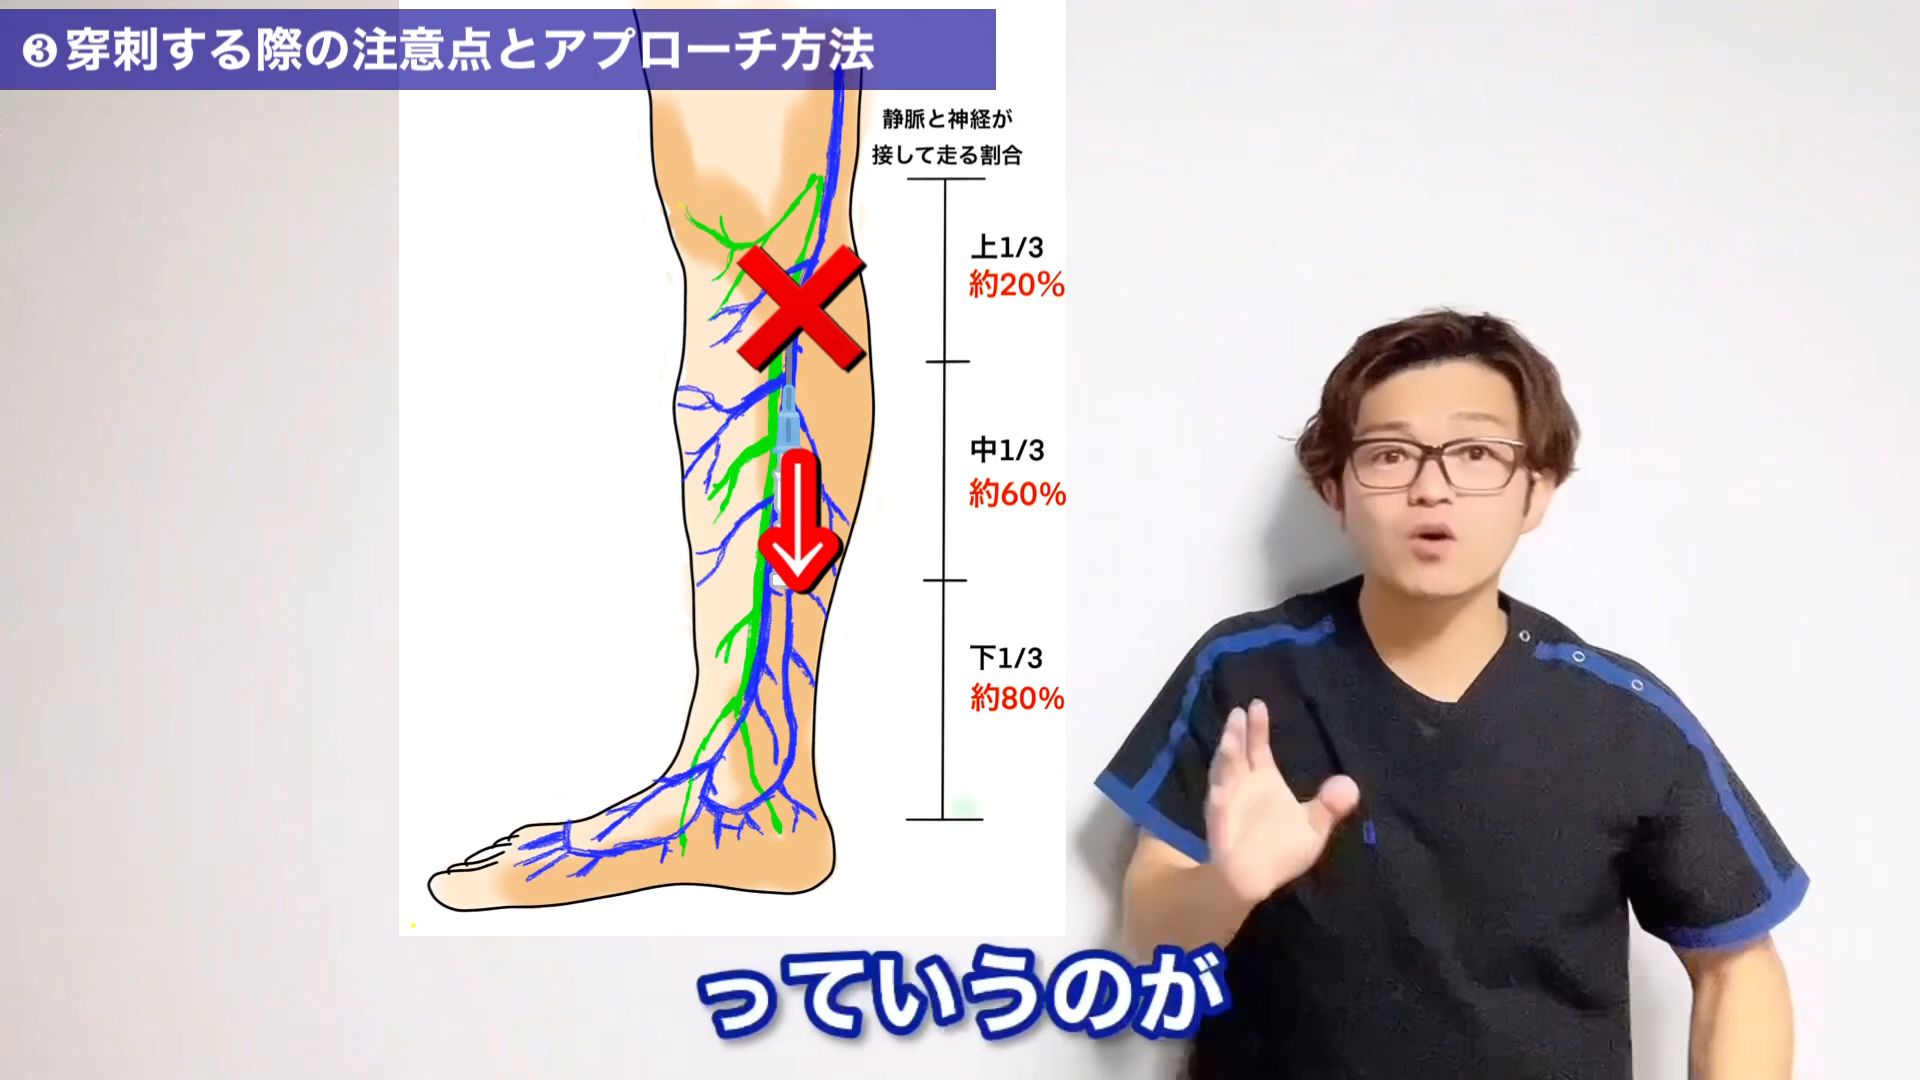 ❸穿刺する際の注意点とアプローチ方法
静脈と神経が
接して走る割合
上1/3
約20%
中1/3
約60%
下1/3
約80%
っていうのが